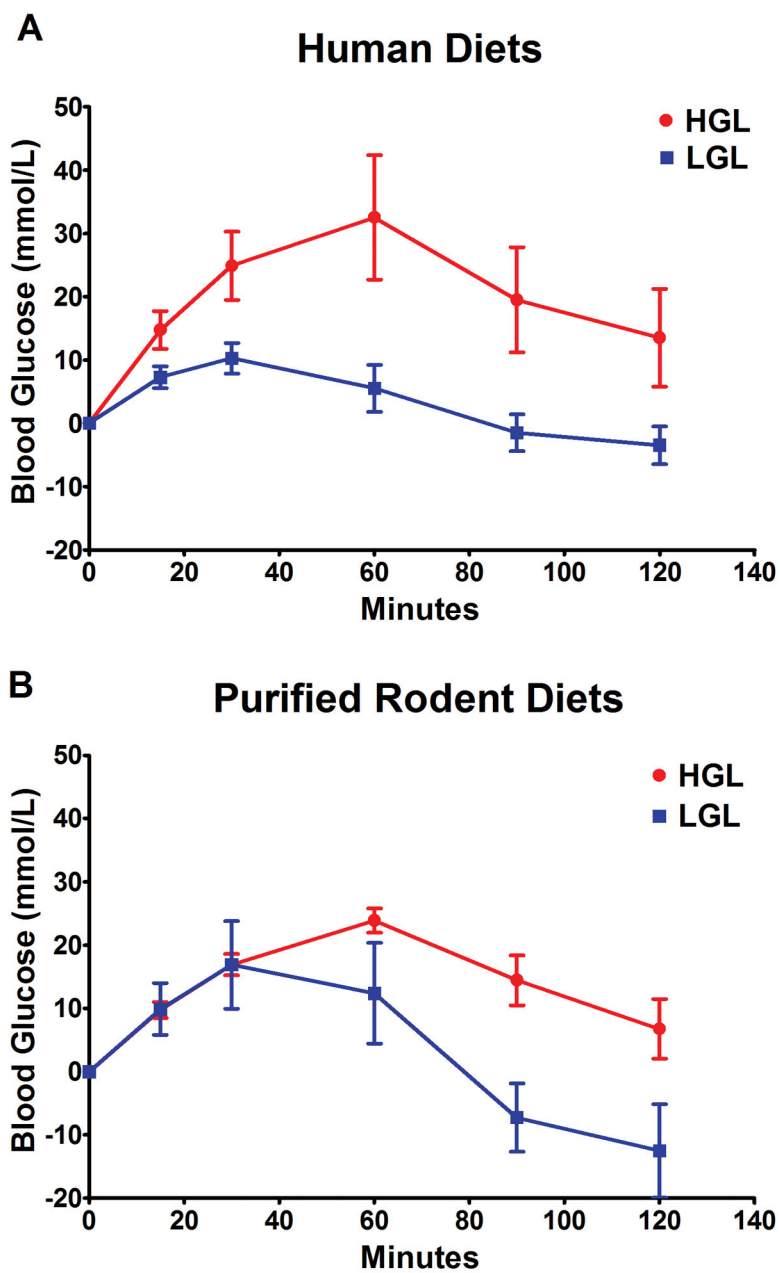 A
Human Diets
50
40
30
20
10
0
-10
-20
Blood Glucose (mmol/L)
HGL
LGL
0 20 40 60 80 100 120 140
Minutes
B
Purified Rodent Diets
50
40
30
20
10
0
-10
-20
Blood Glucose (mmol/L)
HGL
LGL
0 20 40 60 80 100 120 140
Minutes